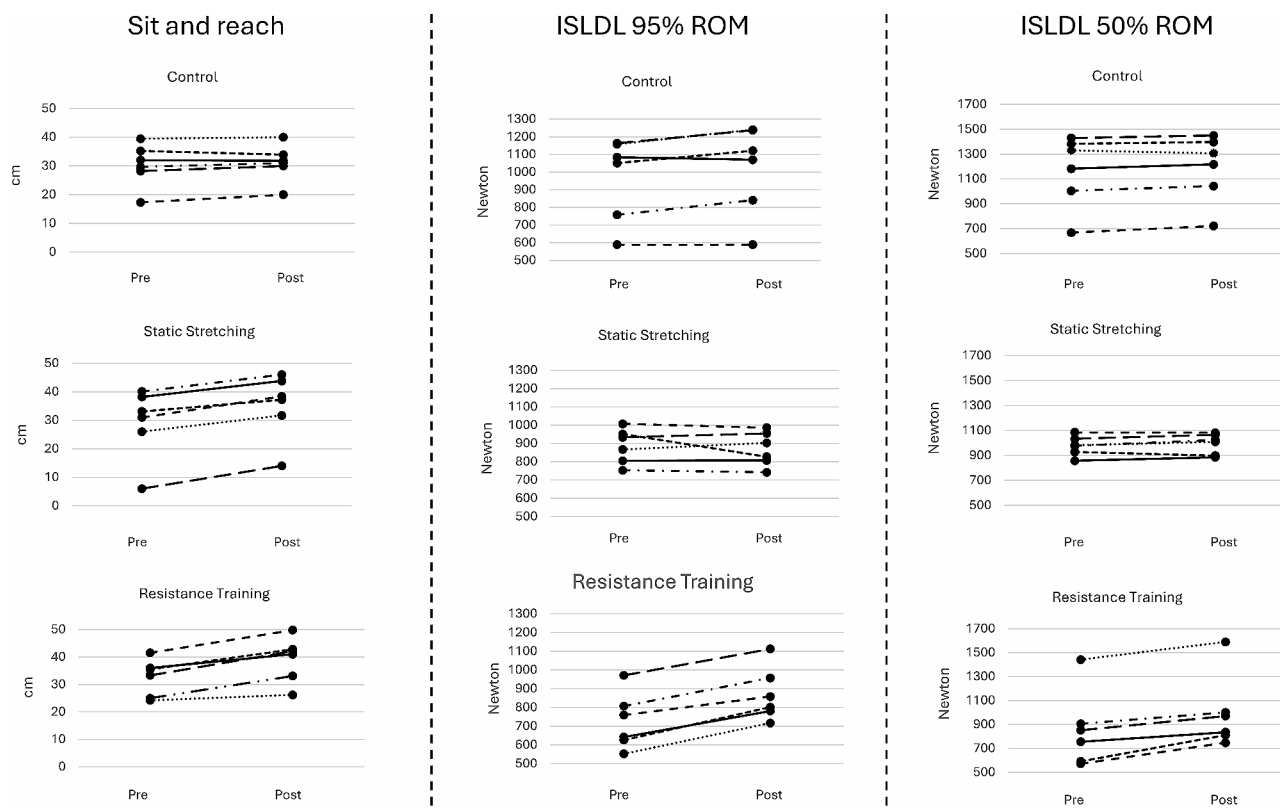 Sit and reach
Control
50
40
30
20
10
0
cm
Pre Post
Static Stretching
50
40
30
20
10
0
cm
Pre Post
Resistance Training
50
40
30
20
10
0
cm
Pre Post
ISLDL 95% ROM
Control
1300
1200
1100
1000
900
800
700
600
500
Newton
Pre Post
Static Stretching
1300
1200
1100
1000
900
800
700
600
500
Newton
Pre Post
Resistance Training
1300
1200
1100
1000
900
800
700
600
500
Newton
Pre Post
ISLDL 50% ROM
Control
1700
1500
1300
1100
900
700
500
Newton
Pre Post
Static Stretching
1700
1500
1300
1100
900
700
500
Newton
Pre Post
Resistance Training
1700
1500
1300
1100
900
700
500
Newton
Pre Post